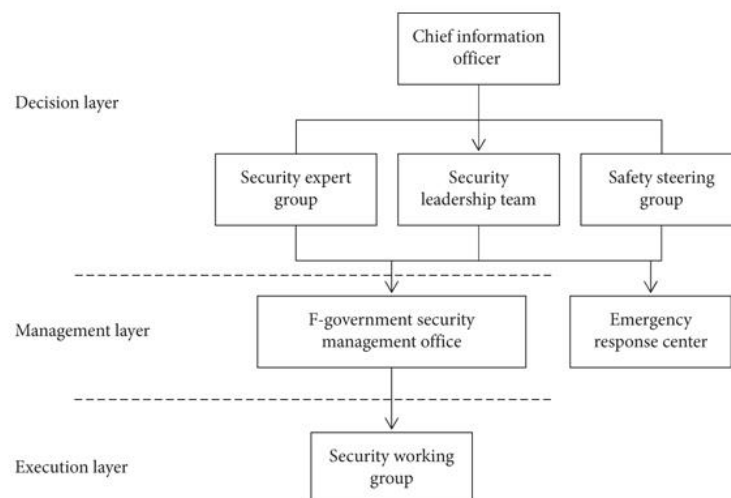 Chief information
officer
Decision layer
Security expert
group
Security
leadership team
Safety steering
group
Management layer
F-government security
management office
Emergency
response center
Execution layer
Security working
group